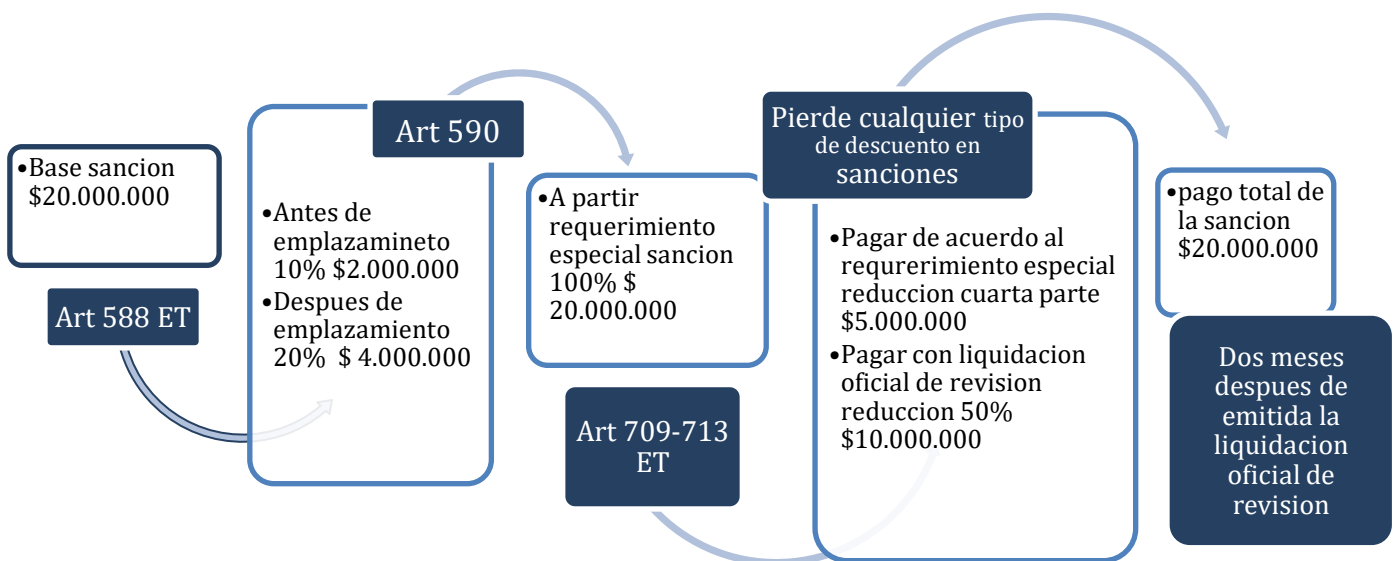 •Base sancion
$20.000.000
Art 588 ET
Art 590
•Antes de
emplazamineto
10% $2.000.000
•Despues de
emplazamiento
20% $ 4.000.000
•A partir
requerimiento
especial sancion
100% $
20.000.000
Art 709-713
ET
Pierde cualquier tipo
de descuento en
sanciones
•Pagar de acuerdo al
requrerimiento especial
reduccion cuarta parte
$5.000.000
•Pagar con liquidacion
oficial de revision
reduccion 50%
$10.000.000
•pago total de
la sancion
$20.000.000
Dos meses
despues de
emitida la
liquidacion
oficial de
revision